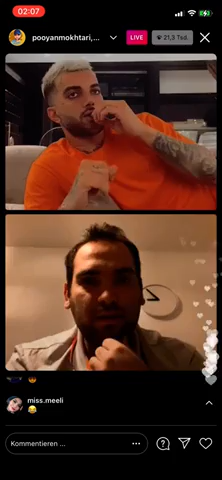 02:07
pooyanmokhtari,...
LIVE
21,3 Tsd.
miss.meeli
😂
Kommentieren ...